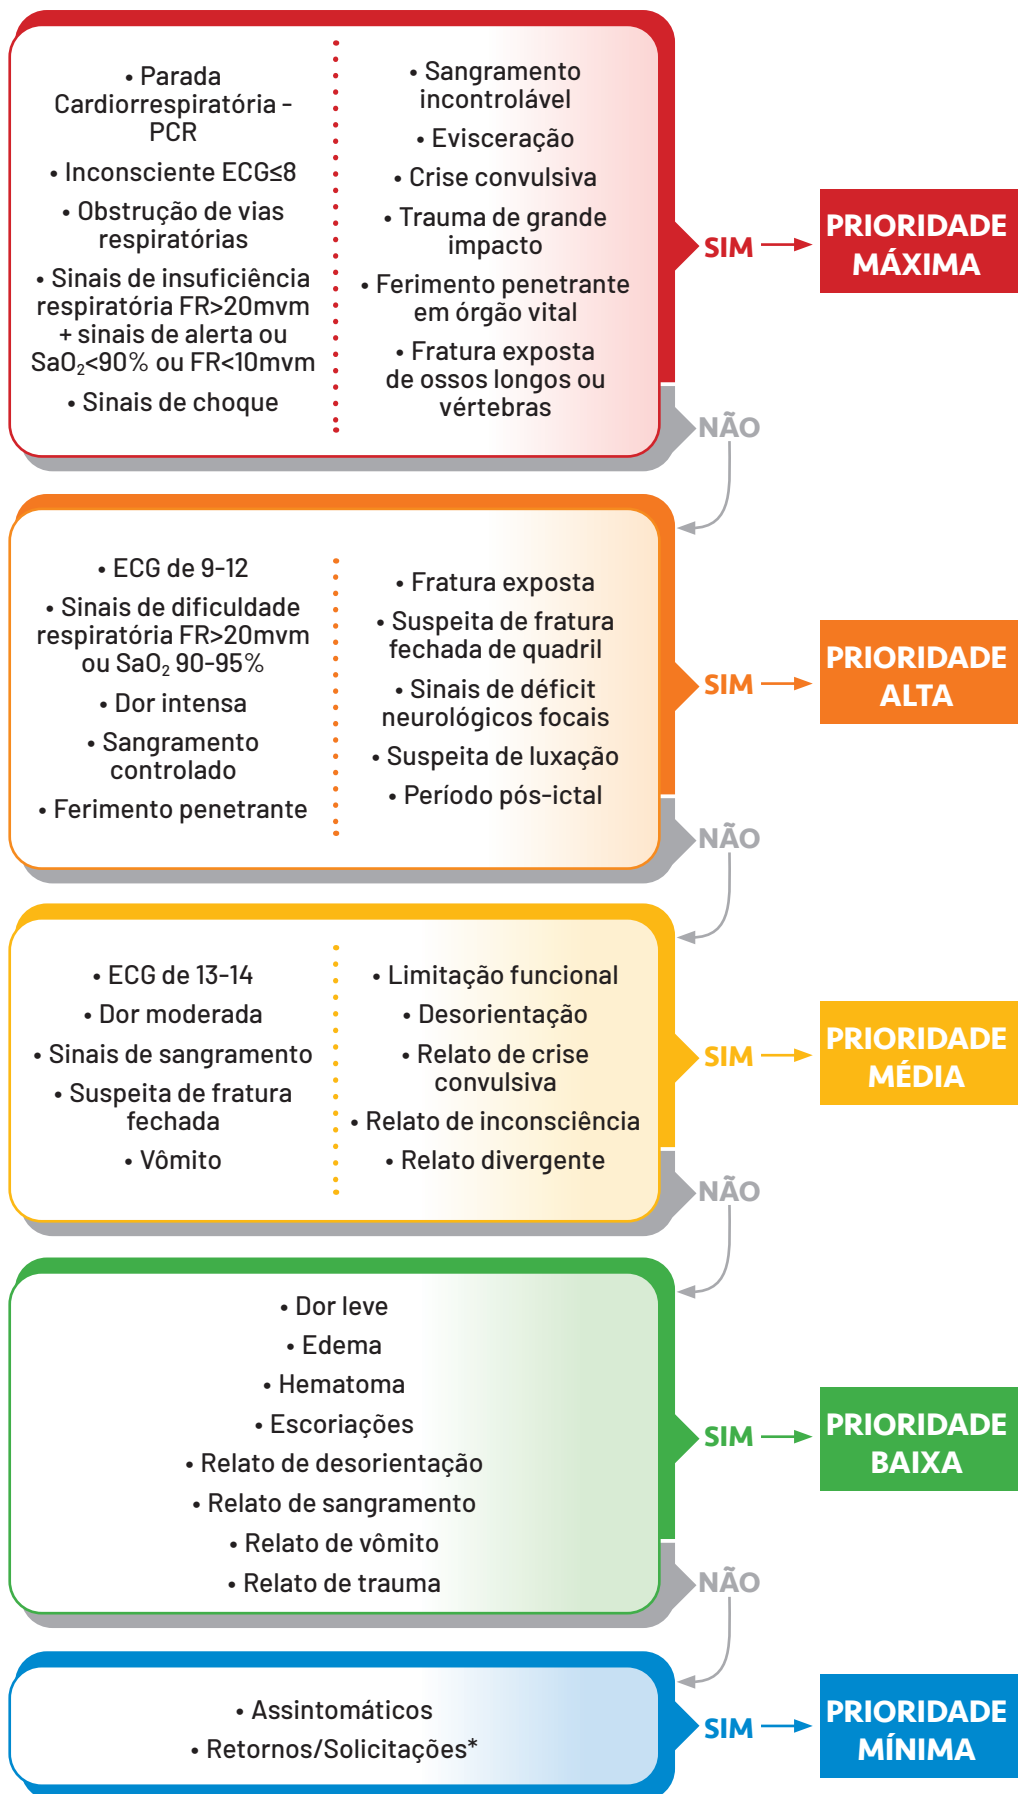 • Parada
Cardiorrespiratória -
PCR
• Inconsciente ECG≤8
• Obstrução de vias
respiratórias
• Sinais de insuficiência
respiratória FR>20mvm
+ sinais de alerta ou
SaO₂<90% ou FR<10mvm
• Sinais de choque
• Sangramento
incontrolável
• Evisceração
• Crise convulsiva
• Trauma de grande
impacto
• Ferimento penetrante
em órgão vital
• Fratura exposta
de ossos longos ou
vértebras
SIM
PRIORIDADE
MÁXIMA
NÃO
• ECG de 9-12
• Sinais de dificuldade
respiratória FR>20mvm
ou SaO₂ 90-95%
• Dor intensa
• Sangramento
controlado
• Ferimento penetrante
• Fratura exposta
• Suspeita de fratura
fechada de quadril
• Sinais de déficit
neurológicos focais
• Suspeita de luxação
• Período pós-ictal
SIM
PRIORIDADE
ALTA
NÃO
• ECG de 13-14
• Dor moderada
• Sinais de sangramento
• Suspeita de fratura
fechada
• Vômito
• Limitação funcional
• Desorientação
• Relato de crise
convulsiva
• Relato de inconsciência
• Relato divergente
SIM
PRIORIDADE
MÉDIA
NÃO
• Dor leve
• Edema
• Hematoma
• Escoriações
• Relato de desorientação
• Relato de sangramento
• Relato de vômito
• Relato de trauma
SIM
PRIORIDADE
BAIXA
NÃO
• Assintomáticos
• Retornos/Solicitações*
SIM
PRIORIDADE
MÍNIMA